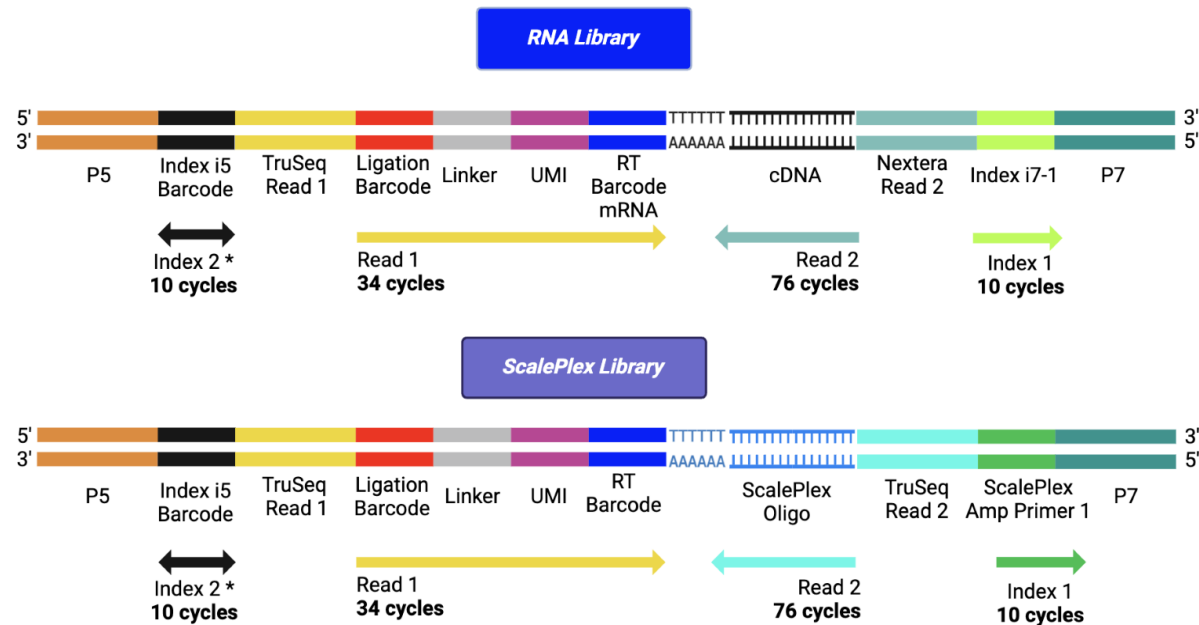 RNA Library
5' TTTTTT 3'
3' AAAAAA 5'
P5
Index i5
Barcode
TruSeq
Read 1
Ligation
Barcode
Linker
UMI
RT
Barcode
mRNA
cDNA
Nextera
Read 2
Index i7-1
P7
Index 2 *
10 cycles
Read 1
34 cycles
Read 2
76 cycles
Index 1
10 cycles
ScalePlex Library
5' TTTTTT 3'
3' AAAAAA 5'
P5
Index i5
Barcode
TruSeq
Read 1
Ligation
Barcode
Linker
UMI
RT
Barcode
ScalePlex
Oligo
TruSeq
Read 2
ScalePlex
Amp Primer 1
P7
Index 2 *
10 cycles
Read 1
34 cycles
Read 2
76 cycles
Index 1
10 cycles